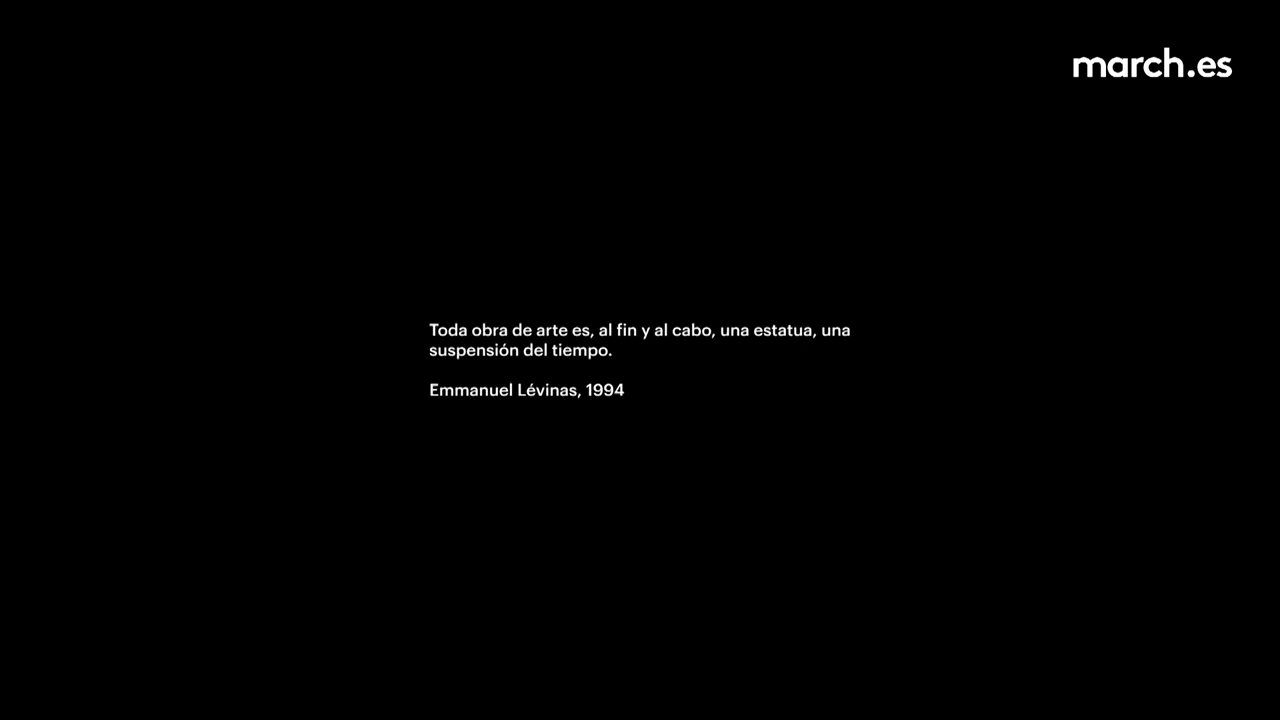 march.es
Toda obra de arte es, al fin y al cabo, una estatua, una
suspensión del tiempo.
Emmanuel Lévinas, 1994